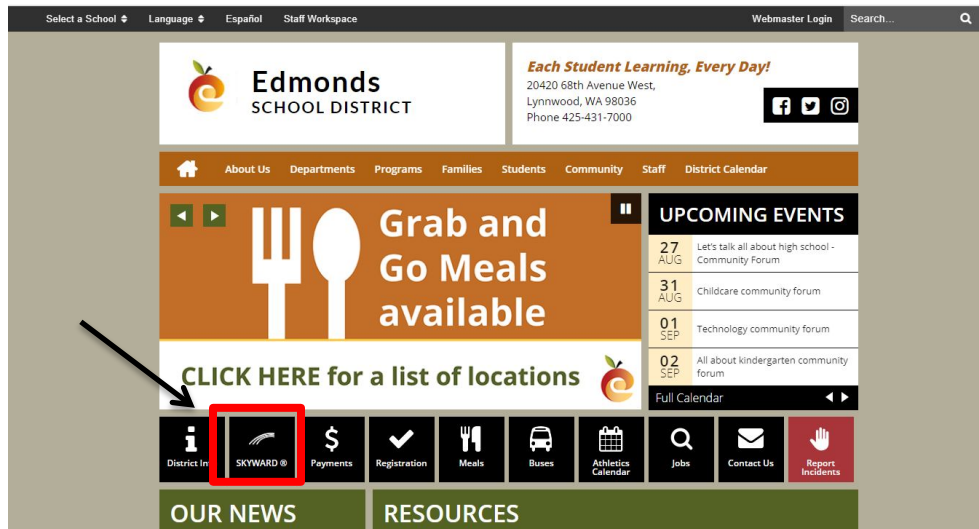 Select a School Language Español Staff Workspace Webmaster Login Search...
Edmonds
SCHOOL DISTRICT
Each Student Learning, Every Day!
20420 68th Avenue West,
Lynnwood, WA 98036
Phone 425-431-7000
About Us Departments Programs Families Students Community Staff District Calendar
Grab and
Go Meals
available
CLICK HERE for a list of locations
UPCOMING EVENTS
27 AUG
Let's talk all about high school -
Community Forum
31 AUG
Childcare community forum
01 SEP
Technology community forum
02 SEP
All about kindergarten community
forum
Full Calendar
District In
SKYWARD ®
$
Payments
Registration
Meals
Buses
Athletics
Calendar
Jobs
Contact Us
Report
Incidents
OUR NEWS
RESOURCES